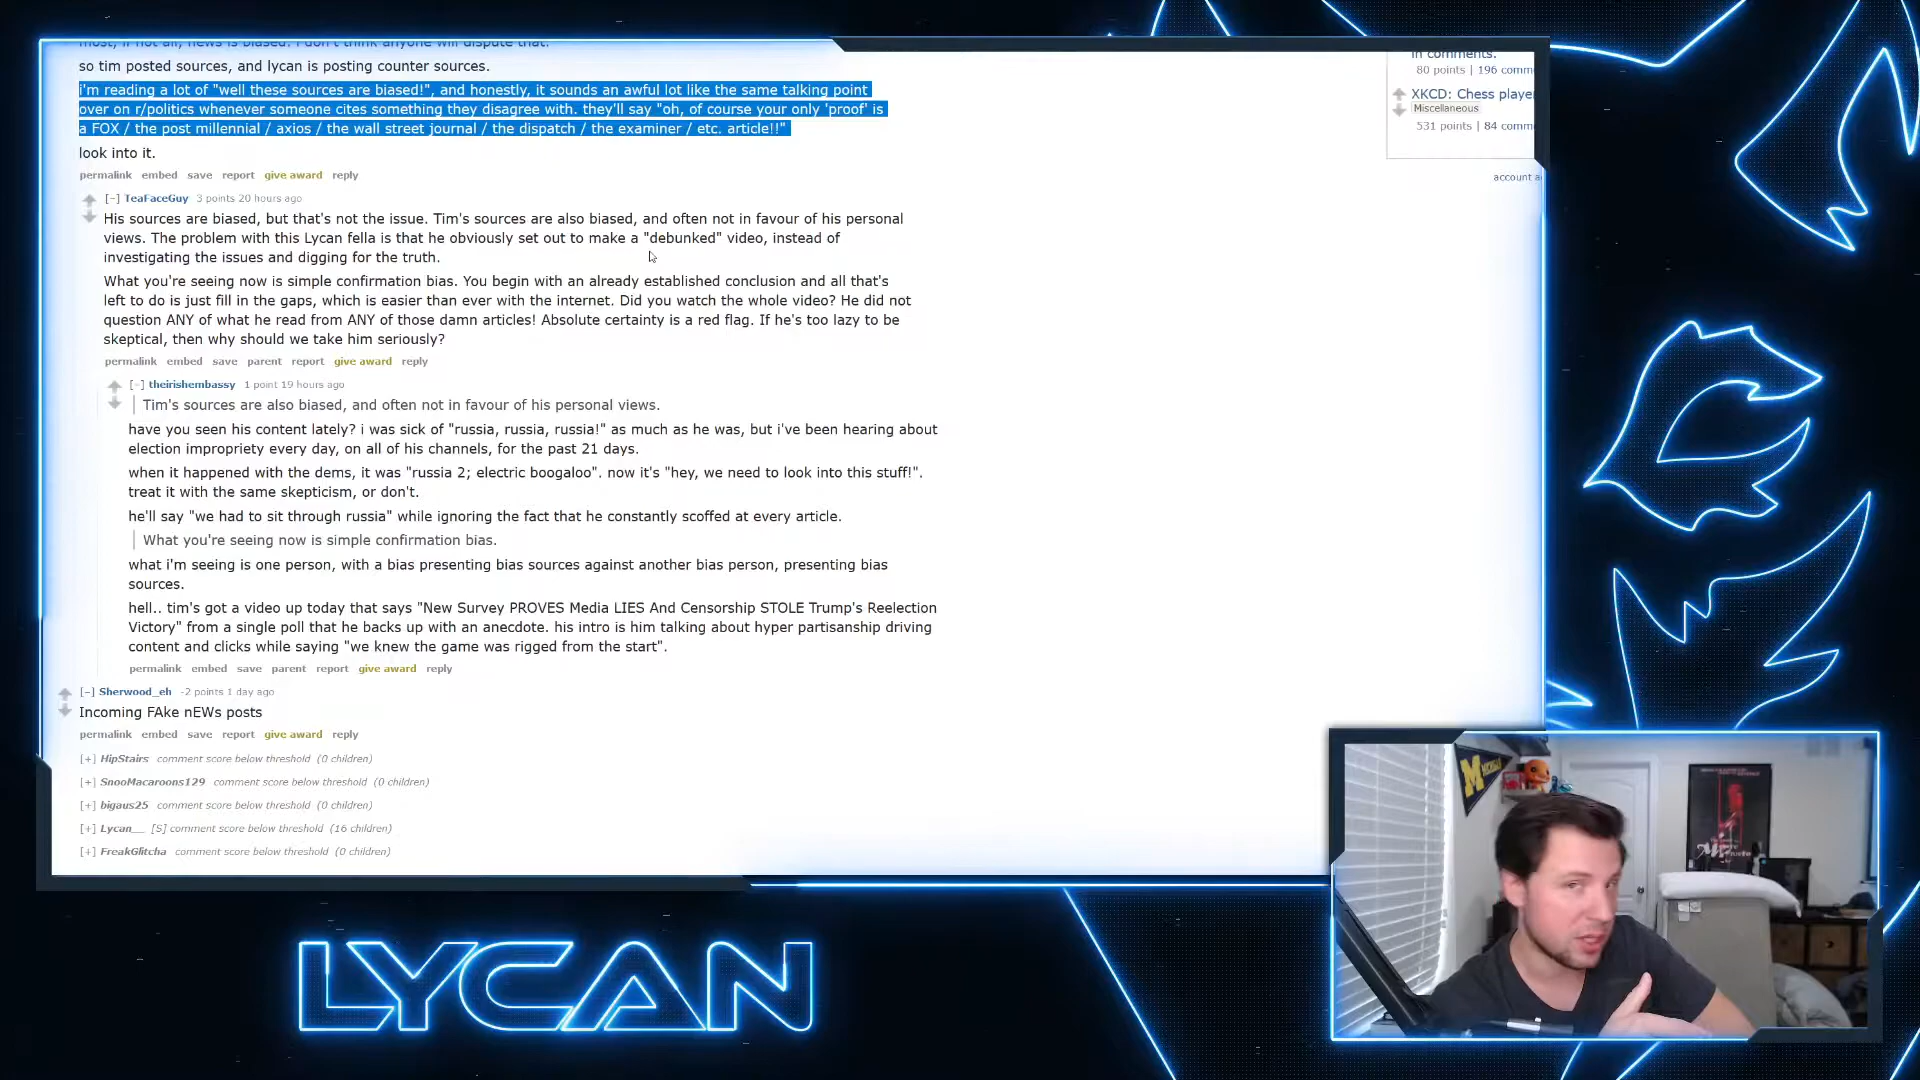 most, if not all, news is biased. i don't think anyone will dispute that.
so tim posted sources, and lycan is posting counter sources.
i'm reading a lot of "well these sources are biased!", and honestly, it sounds an awful lot like the same talking point
over on r/politics whenever someone cites something they disagree with. they'll say "oh, of course your only 'proof' is
a FOX / the post millennial / axios / the wall street journal / the dispatch / the examiner / etc. article!!"
look into it.
permalink embed save report give award reply
[-] TeaFaceGuy 3 points 20 hours ago
His sources are biased, but that's not the issue. Tim's sources are also biased, and often not in favour of his personal
views. The problem with this Lycan fella is that he obviously set out to make a "debunked" video, instead of
investigating the issues and digging for the truth.
What you're seeing now is simple confirmation bias. You begin with an already established conclusion and all that's
left to do is just fill in the gaps, which is easier than ever with the internet. Did you watch the whole video? He did not
question ANY of what he read from ANY of those damn articles! Absolute certainty is a red flag. If he's too lazy to be
skeptical, then why should we take him seriously?
permalink embed save parent report give award reply
[-] theirishembassy 1 point 19 hours ago
Tim's sources are also biased, and often not in favour of his personal views.
have you seen his content lately? i was sick of "russia, russia, russia!" as much as he was, but i've been hearing about
election impropriety every day, on all of his channels, for the past 21 days.
when it happened with the dems, it was "russia 2; electric boogaloo". now it's "hey, we need to look into this stuff!".
treat it with the same skepticism, or don't.
he'll say "we had to sit through russia" while ignoring the fact that he constantly scoffed at every article.
What you're seeing now is simple confirmation bias.
what i'm seeing is one person, with a bias presenting bias sources against another bias person, presenting bias
sources.
hell.. tim's got a video up today that says "New Survey PROVES Media LIES And Censorship STOLE Trump's Reelection
Victory" from a single poll that he backs up with an anecdote. his intro is him talking about hyper partisanship driving
content and clicks while saying "we knew the game was rigged from the start".
permalink embed save parent report give award reply
[-] Sherwood_eh -2 points 1 day ago
Incoming FAke nEWs posts
permalink embed save report give award reply
[+] HipStairs comment score below threshold (0 children)
[+] SnooMacaroons129 comment score below threshold (0 children)
[+] bigaus25 comment score below threshold (0 children)
[+] Lycan__ [S] comment score below threshold (16 children)
[+] FreakGlitcha comment score below threshold (0 children)
in comments.
80 points | 196 comm
XKCD: Chess player
Miscellaneous
531 points | 84 comm
account a
MICHIGAN
M
LYCAN